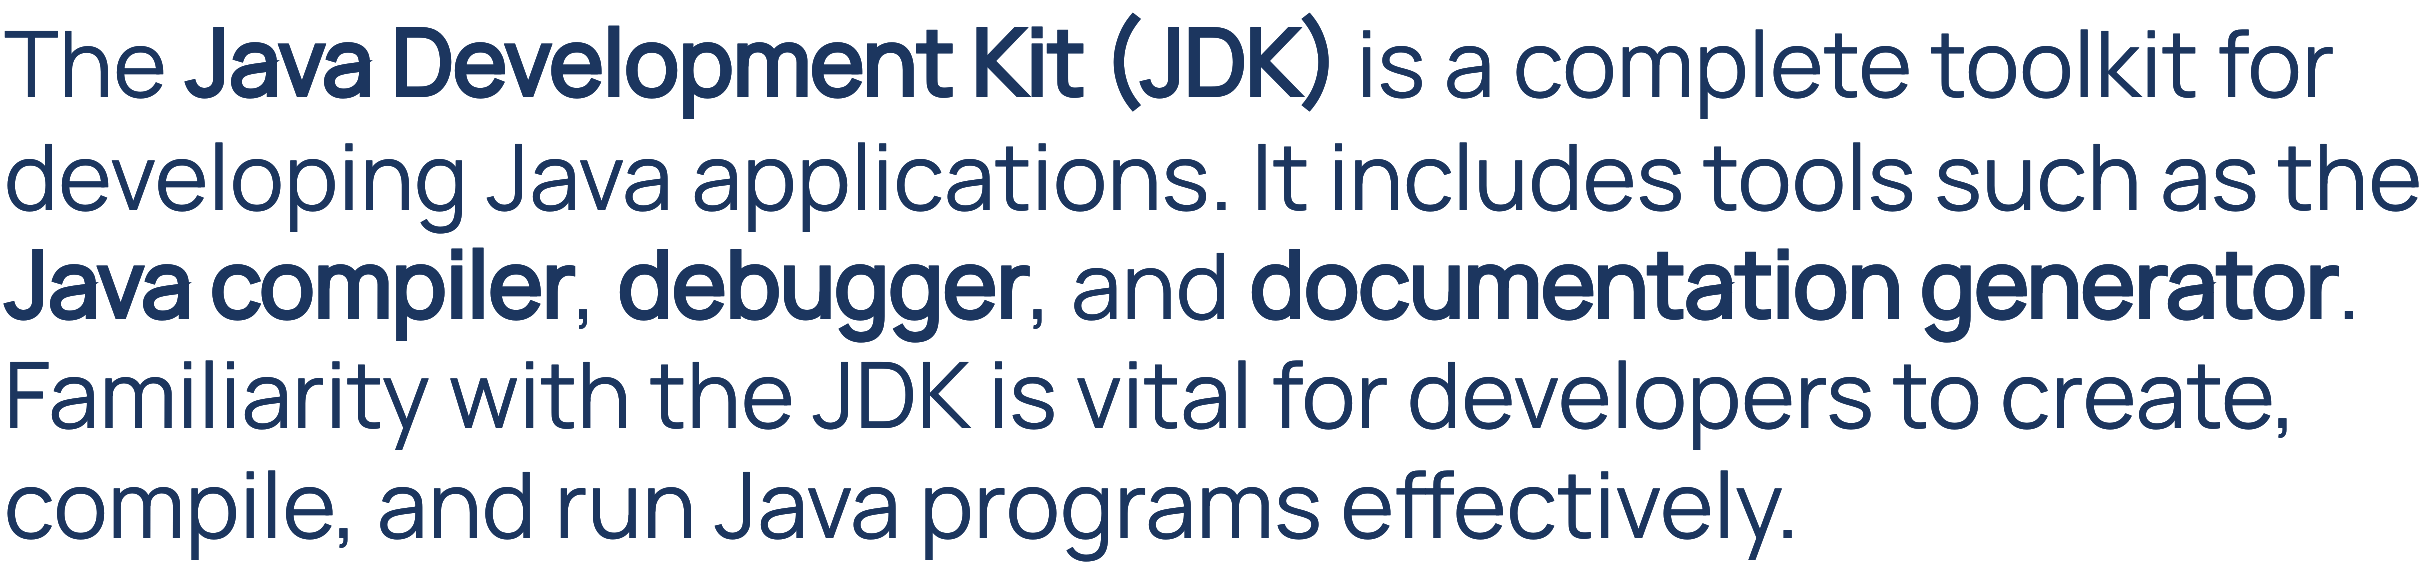 The Java Development Kit (JDK) is a complete toolkit for
developing Java applications. It includes tools such as the
Java compiler, debugger, and documentation generator.
Familiarity with the JDK is vital for developers to create,
compile, and run Java programs effectively.